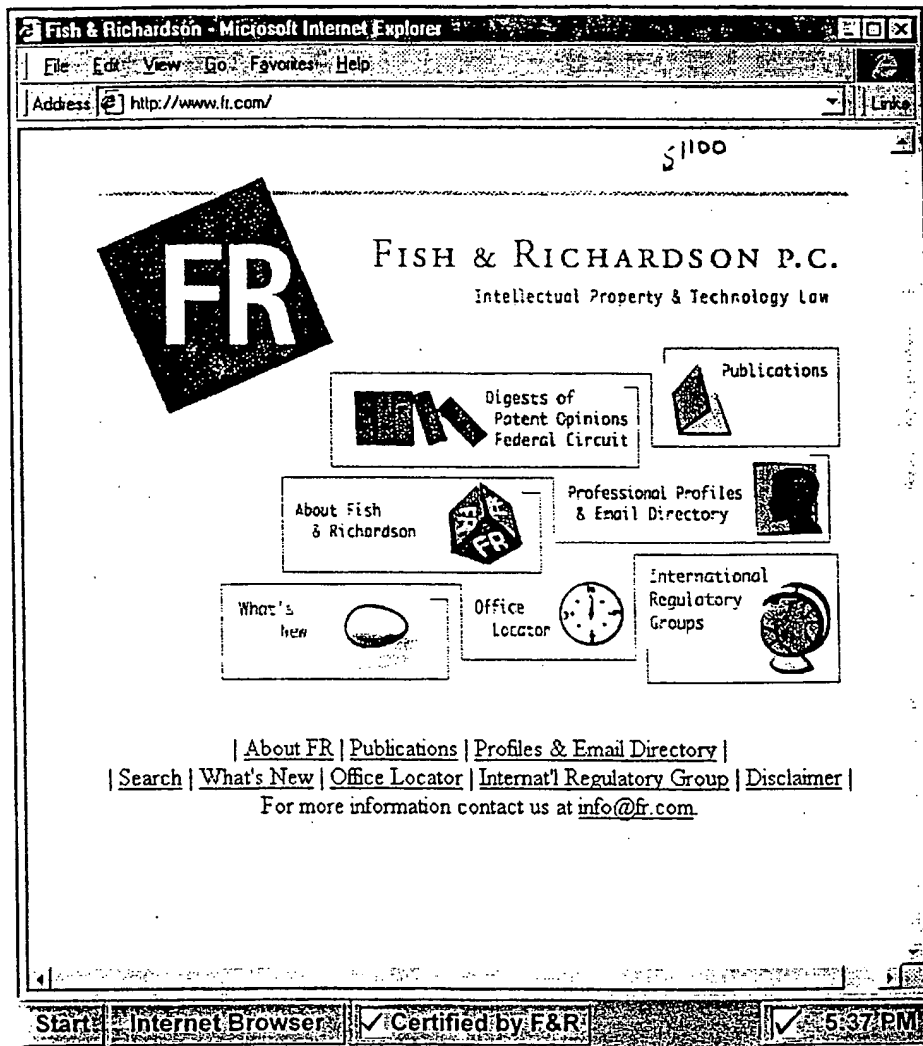 Fish & Richardson - Microsoft Internet Explorer
File Edit View Go Favorites Help
Address http://www.fr.com/ Links
FR
FISH & RICHARDSON P.C.
Intellectual Property & Technology Law
Publications
Digests of
Patent Opinions
Federal Circuit
Professional Profiles
& Email Directory
About Fish
& Richardson
FR
International
Regulatory
Groups
What's
new
Office
Locator
| About FR | Publications | Profiles & Email Directory |
| Search | What's New | Office Locator | Internat'l Regulatory Group | Disclaimer |
For more information contact us at info@fr.com.
Start Internet Browser Certified by F&R 5:37 PM